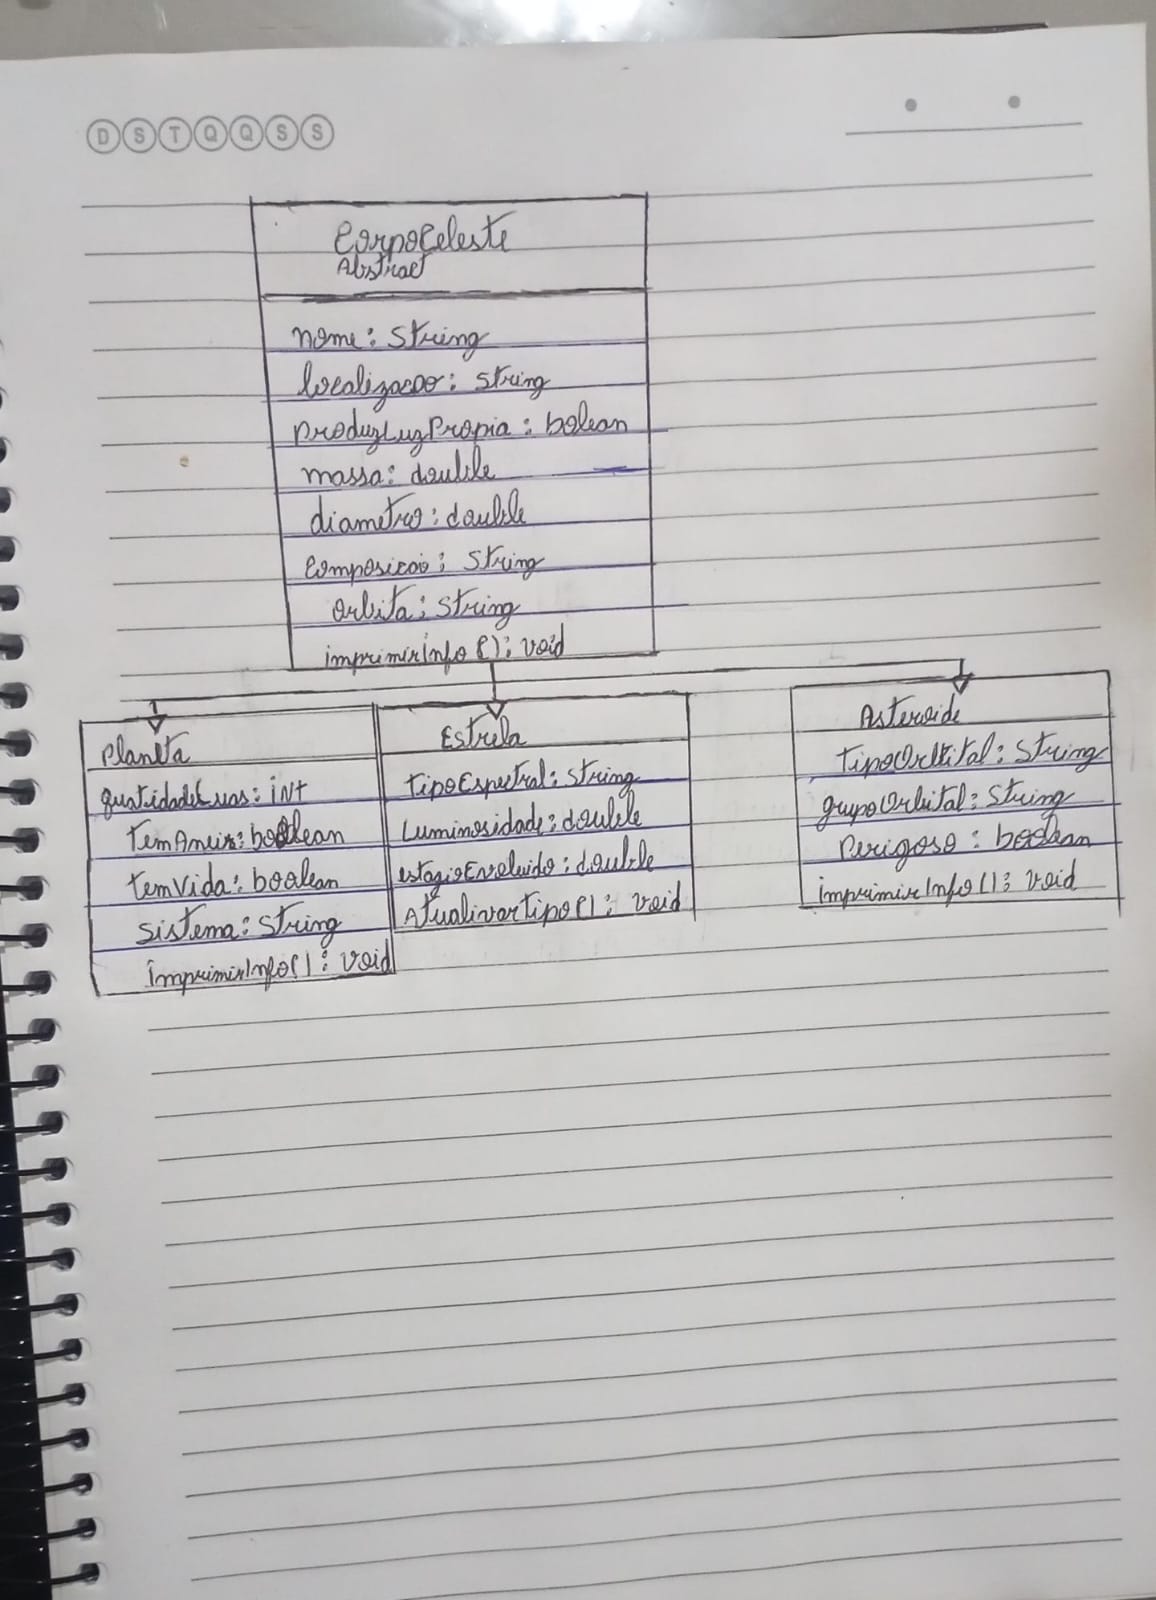 D S T Q Q S S
CorpoCeleste
Abstract
nome: String
localizacao: String
produzLuzPropia: bolean
massa: double
diametro: double
composicao: String
orbita: String
imprimirInfo(): void
Planeta
quatidadeLuas: int
TemAneis: boolean
temVida: boolean
sistema: String
imprimirInfo(): void
Estrela
tipoEspectral: String
Luminosidade: double
estagioEvoluido: double
Atualivartipo(): void
Asteroide
tipoOrbital: String
grupoOrbital: String
Perigoso: boolean
imprimirInfo(): void